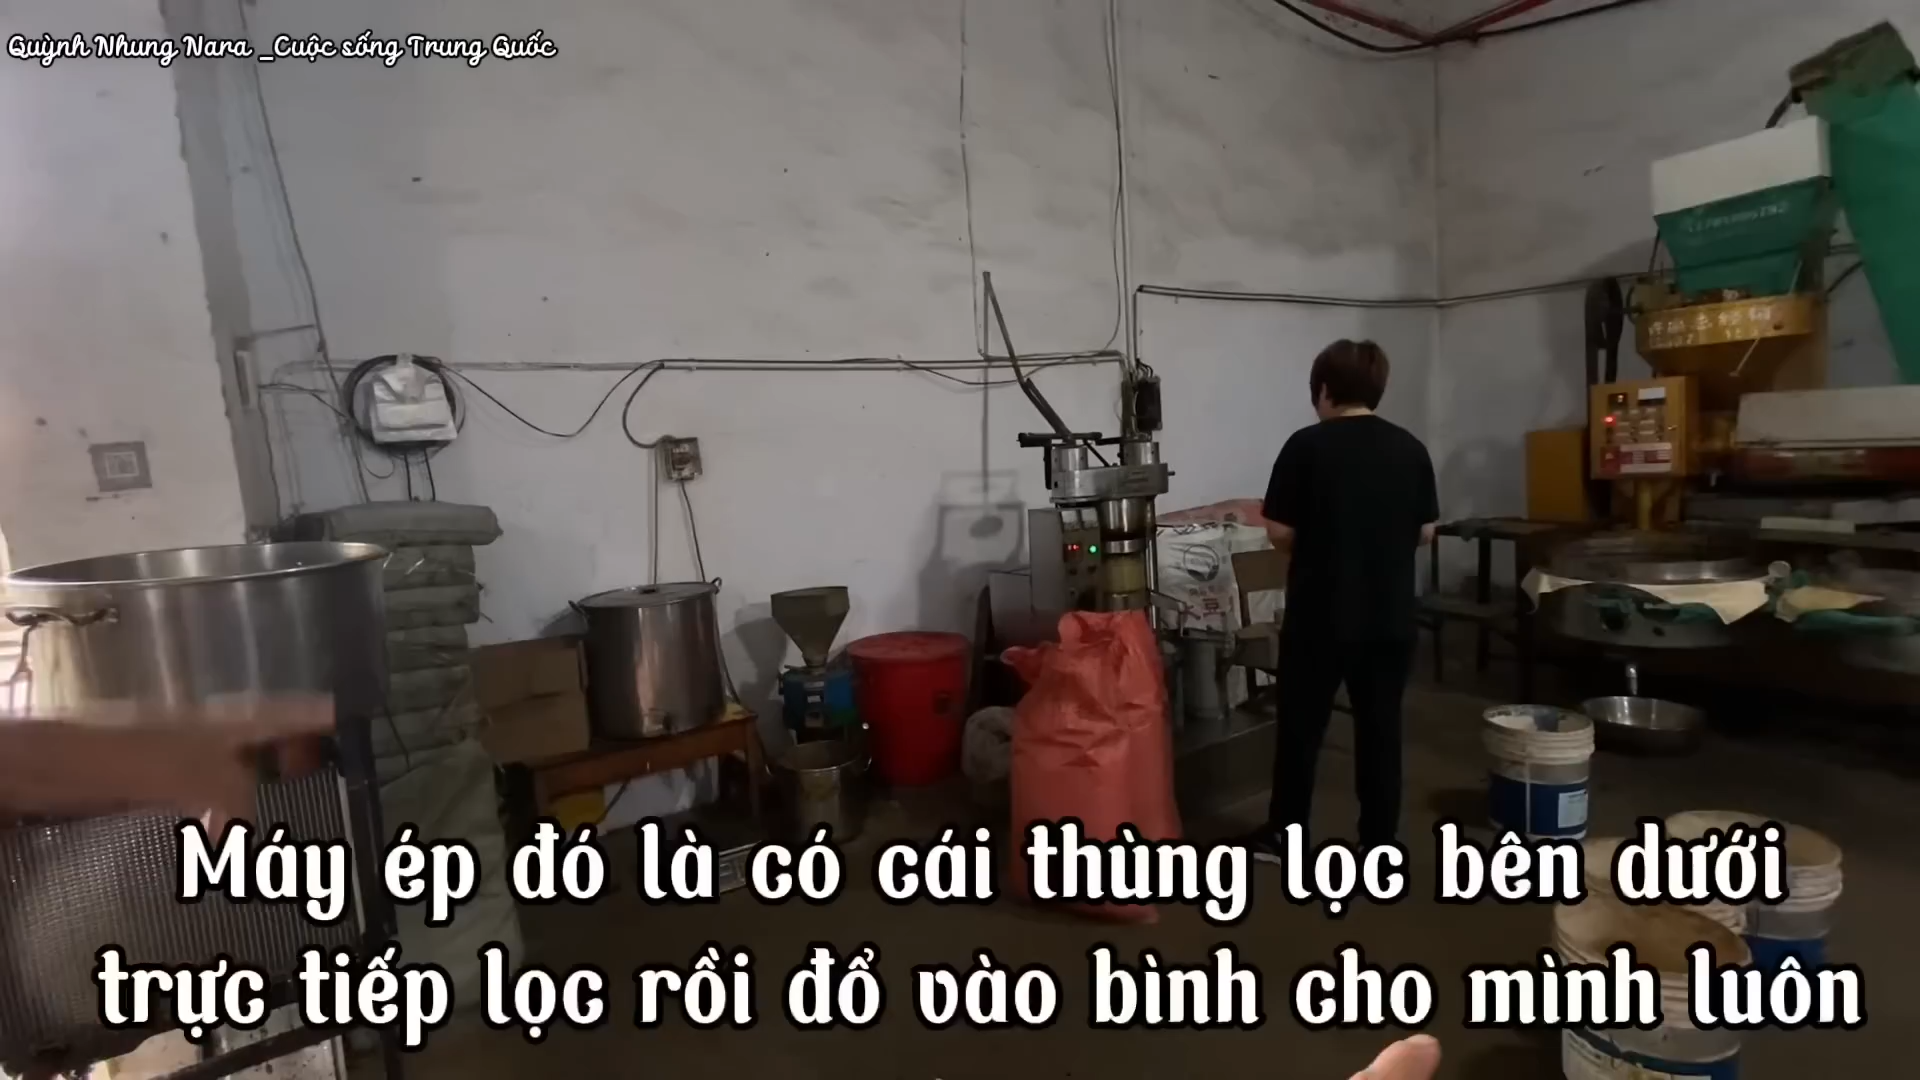 Quỳnh Nhung Nara _Cuộc sống Trung Quốc
Máy ép đó là có cái thùng lọc bên dưới
trực tiếp lọc rồi đổ vào bình cho mình luôn